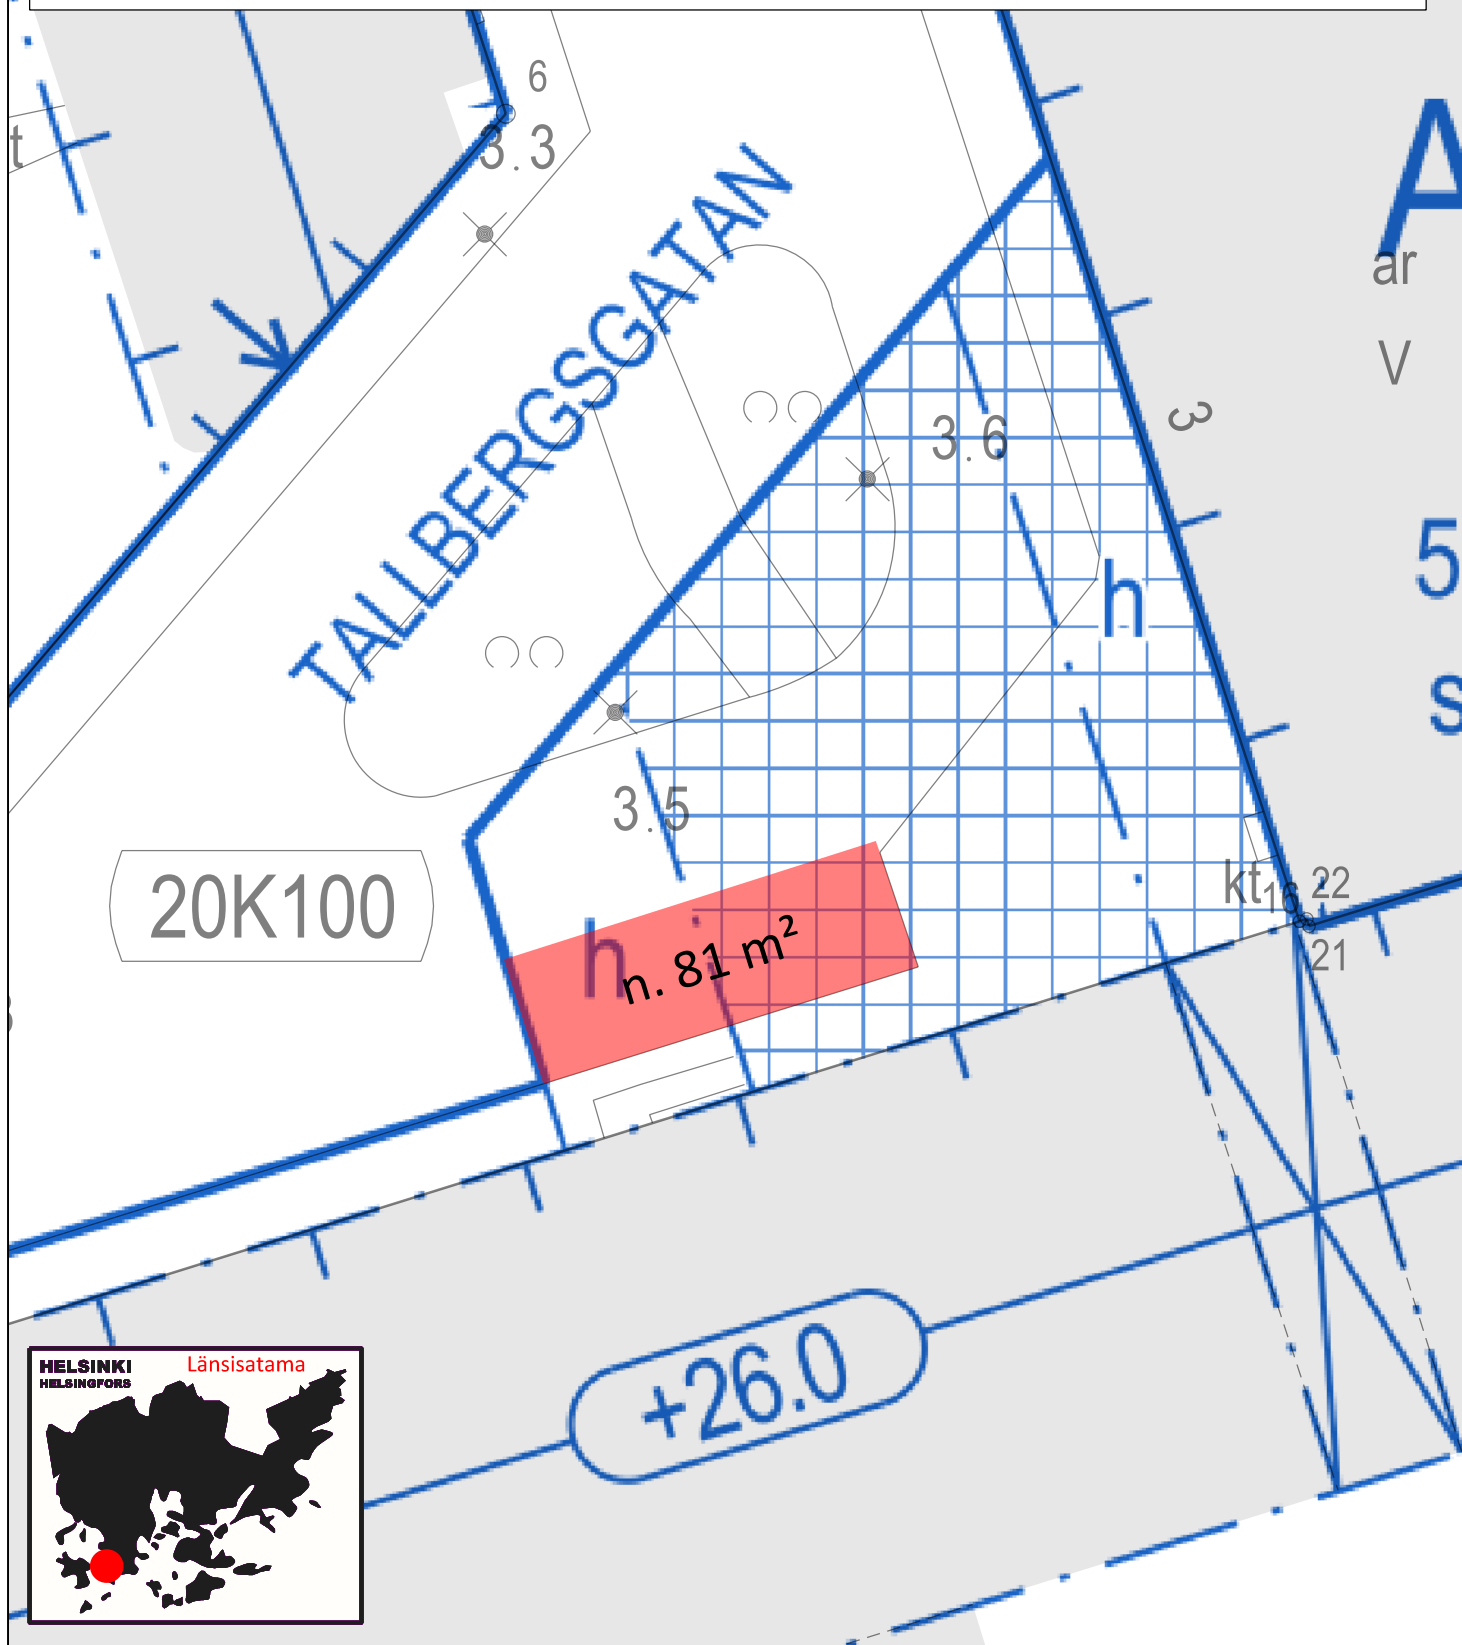 6
3.3
t
TALLBERGSGATAN
A
ar
V
3
3.6
5
h
s
3.5
20K100
kt
16
22
21
h
n. 81 m²
+26.0
HELSINKI
HELSINGFORS
Länsisatama